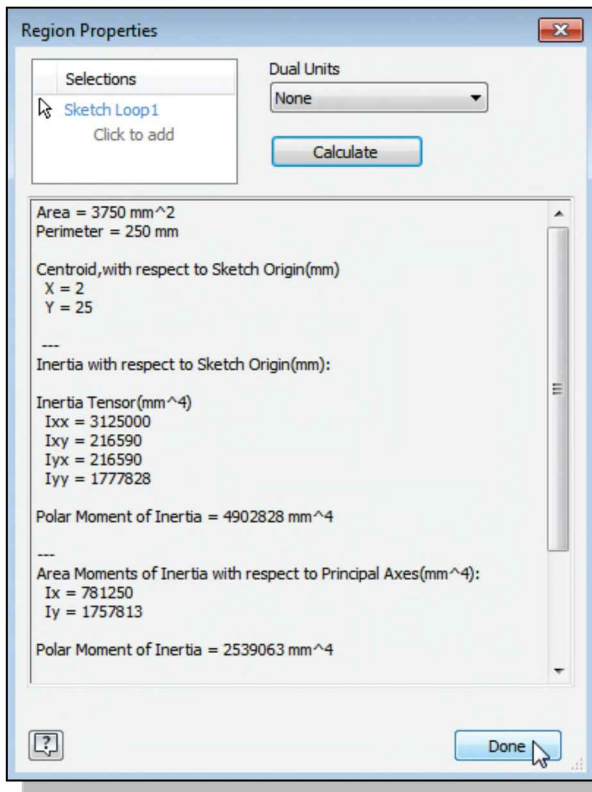 Region Properties
Selections
Sketch Loop1
Click to add
Dual Units
None
Calculate
Area = 3750 mm^2
Perimeter = 250 mm
Centroid,with respect to Sketch Origin(mm)
X = 2
Y = 25
---
Inertia with respect to Sketch Origin(mm):
Inertia Tensor(mm^4)
Ixx = 3125000
Ixy = 216590
Iyx = 216590
Iyy = 1777828
Polar Moment of Inertia = 4902828 mm^4
---
Area Moments of Inertia with respect to Principal Axes(mm^4):
Ix = 781250
Iy = 1757813
Polar Moment of Inertia = 2539063 mm^4
?
Done